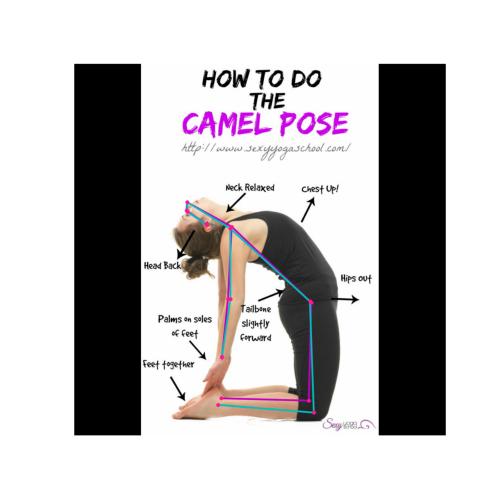 HOW TO DO
THE
CAMEL POSE
http://www.sexyyogaschool.com/
Neck Relaxed
Chest Up!
Head Back
Hips out
Tailbone
slightly
forward
Palms on soles
of feet
Feet together
Sexy